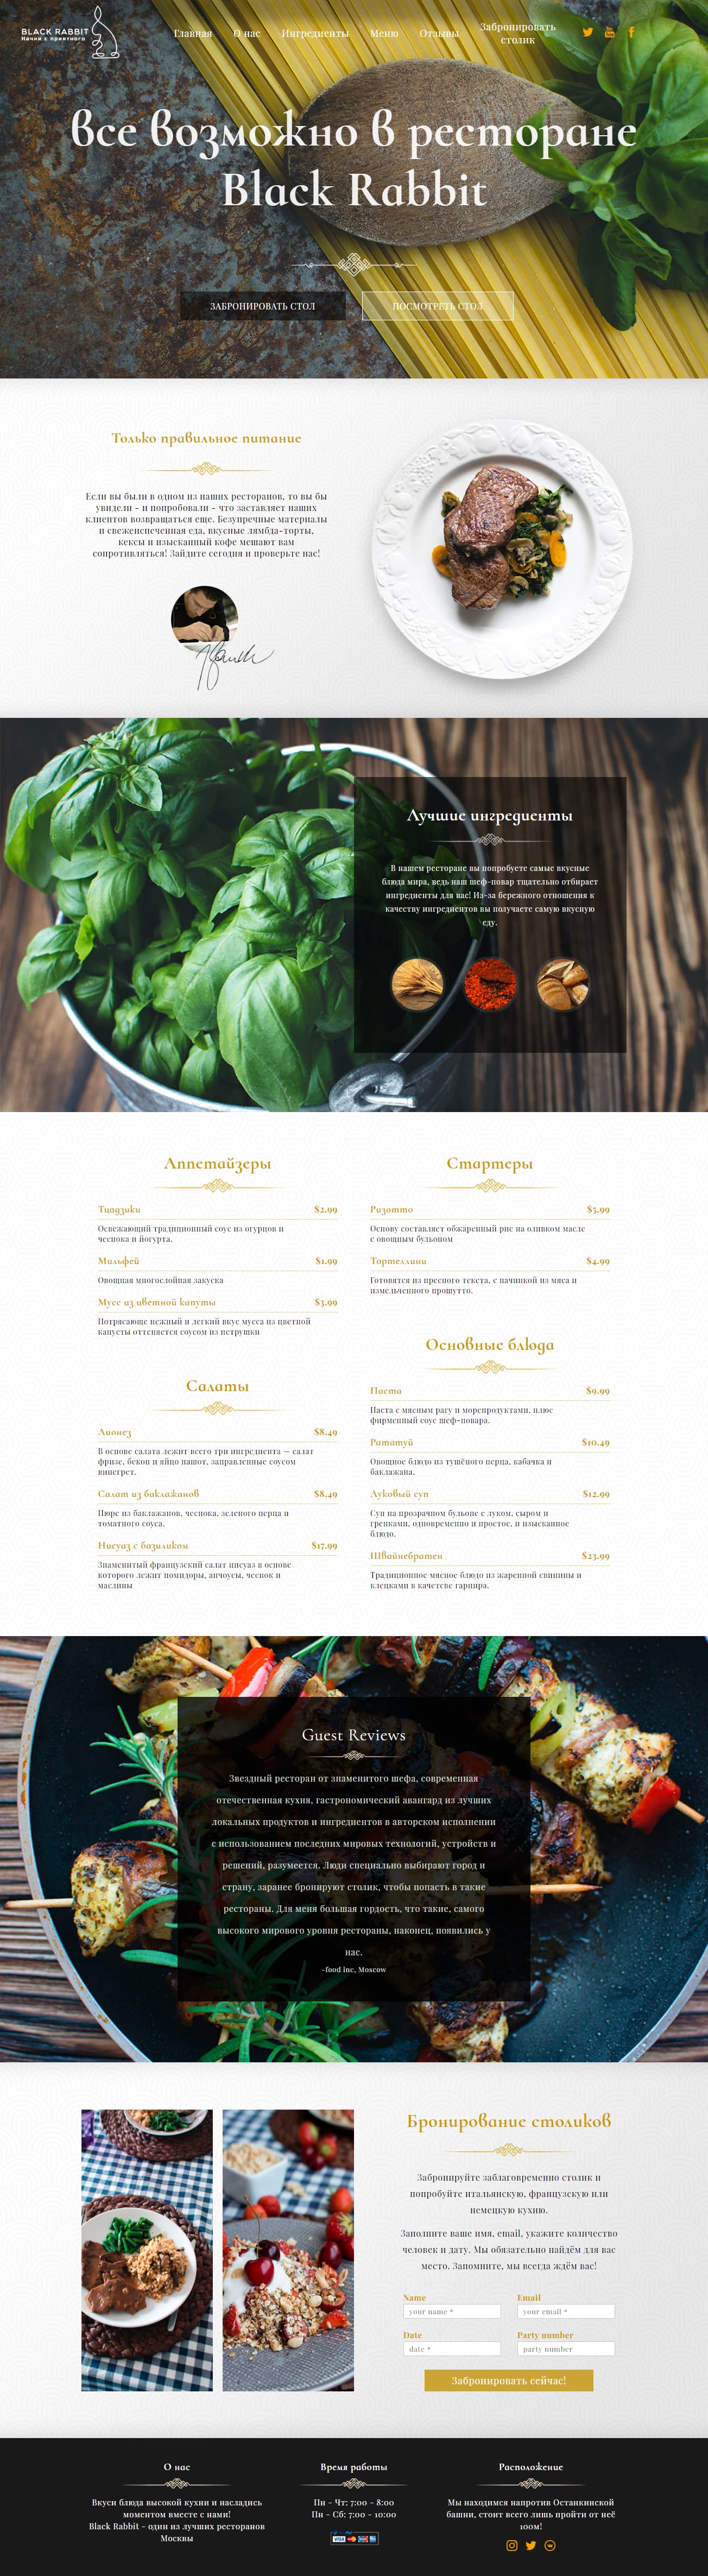 BLACK RABBIT
Начни с приятного
Главная О нас Ингредиенты Меню Отзывы Забронировать столик
все возможно в ресторане
Black Rabbit
ЗАБРОНИРОВАТЬ СТОЛ ПОСМОТРЕТЬ СТОЛ
Только правильное питание
Если вы были в одном из наших ресторанов, то вы бы
увидели - и попробовали - что заставляет наших
клиентов возвращаться еще. Безупречные материалы
и свежеиспеченная еда, вкусные лямбда-торты,
кексы и изысканный кофе мешают вам
сопротивляться! Зайдите сегодня и проверьте нас!
Лучшие ингредиенты
В нашем ресторане вы попробуете самые вкусные
блюда мира, ведь наш шеф-повар тщательно отбирает
ингредиенты для вас! Из-за бережного отношения к
качеству ингредиентов вы получаете самую вкусную
еду.
Аппетайзеры
Тцадзики $2.99
Освежающий традиционный соус из огурцов и
чеснока и йогурта.
Мильфей $1.99
Овощная многослойная закуска
Мусс из цветной капуты $3.99
Потрясающе нежный и легкий вкус мусса из цветной
капусты оттеняется соусом из петрушки
Салаты
Лионез $8.49
В основе салата лежит всего три ингредиента — салат
фризе, бекон и яйцо пашот, заправленные соусом
винегрет.
Салат из баклажанов $8.49
Пюре из баклажанов, чеснока, зеленого перца и
томатного соуса.
Нисуаз с базиликом $17.99
Знаменитый французский салат нисуаз в основе
которого лежит помидоры, анчоусы, чеснок и
маслины
Стартеры
Ризотто $5.99
Основу составляет обжаренный рис на оливком масле
с овощным бульоном
Тортеллини $4.99
Готовятся из пресного текста, с начинкой из мяса и
измельченного прошутто.
Основные блюда
Паста $9.99
Паста с мясным рагу и морепродуктами, плюс
фирменный соус шеф-повара.
Рататуй $10.49
Овощное блюдо из тушёного перца, кабачка и
баклажана.
Луковый суп $12.99
Суп на прозрачном бульоне с луком, сыром и
гренками, одновременно и простое, и изысканное
блюдо.
Швайнебратен $23.99
Традиционное мясное блюдо из жаренной свинины и
клецками в качетске гарнира.
Guest Reviews
Звездный ресторан от знаменитого шефа, современная
отечественная кухня, гастрономический авангард из лучших
локальных продуктов и ингредиентов в авторском исполнении
с использованием последних мировых технологий, устройств и
решений, разумеется. Люди специально выбирают город и
страну, заранее бронируют столик, чтобы попасть в такие
рестораны. Для меня большая гордость, что такие, самого
высокого мирового уровня рестораны, наконец, появились у
нас.
-food inc, Moscow
Бронирование столиков
Забронируйте заблаговременно столик и
попробуйте итальянскую, французскую или
немецкую кухню.
Заполните ваше имя, email, укажите количество
человек и дату. Мы обязательно найдём для вас
место. Запомните, мы всегда ждём вас!
Name Email
your name * your email *
Date Party number
date * party number
Забронировать сейчас!
О нас
Вкуси блюда высокой кухни и насладись
моментом вместе с нами!
Black Rabbit - один из лучших ресторанов
Москвы
Время работы
Пн - Чт: 7:00 - 8:00
Пн - Сб: 7:00 - 10:00
VISA
Расположение
Мы находимся напротив Останкинской
башни, стоит всего лишь пройти от неё
100м!